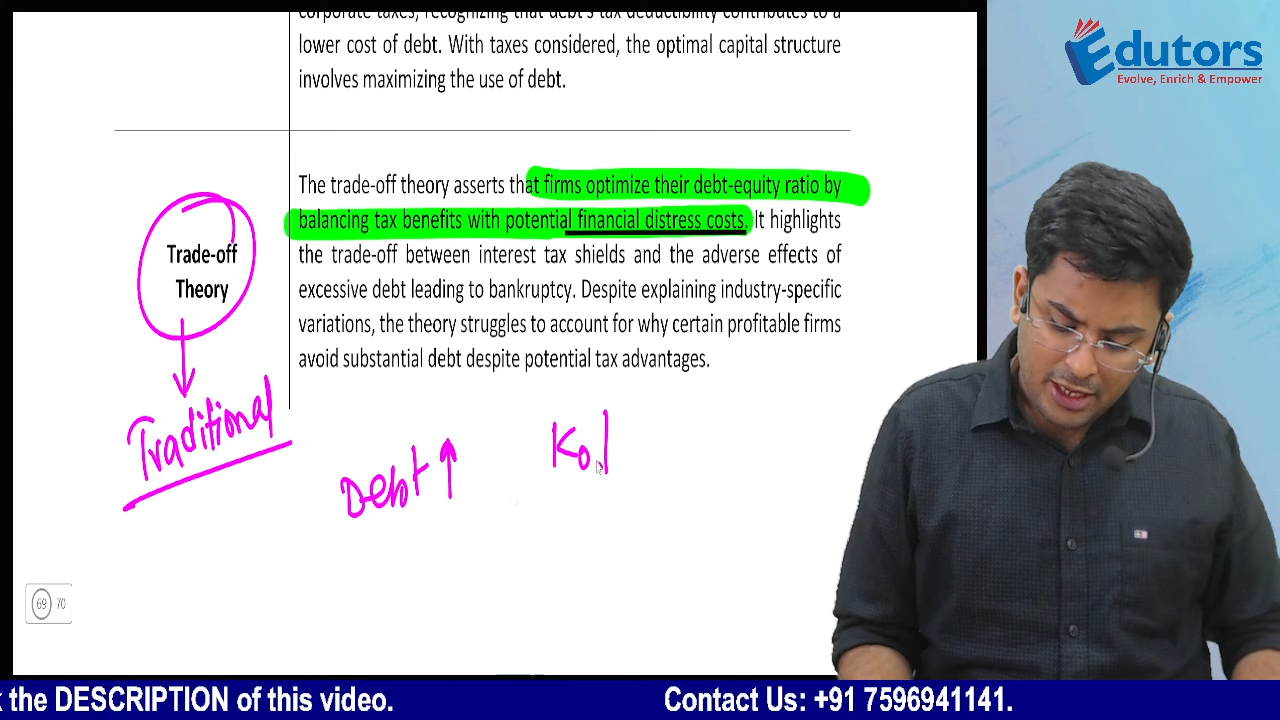 corporate taxes, recognizing that debt's tax deductibility contributes to a
lower cost of debt. With taxes considered, the optimal capital structure
involves maximizing the use of debt.
Edutors
Evolve, Enrich & Empower
Trade-off
Theory
The trade-off theory asserts that firms optimize their debt-equity ratio by
balancing tax benefits with potential financial distress costs. It highlights
the trade-off between interest tax shields and the adverse effects of
excessive debt leading to bankruptcy. Despite explaining industry-specific
variations, the theory struggles to account for why certain profitable firms
avoid substantial debt despite potential tax advantages.
Traditional
Debt ↑
Ko
69 70
the DESCRIPTION of this video.
Contact Us: +91 7596941141.